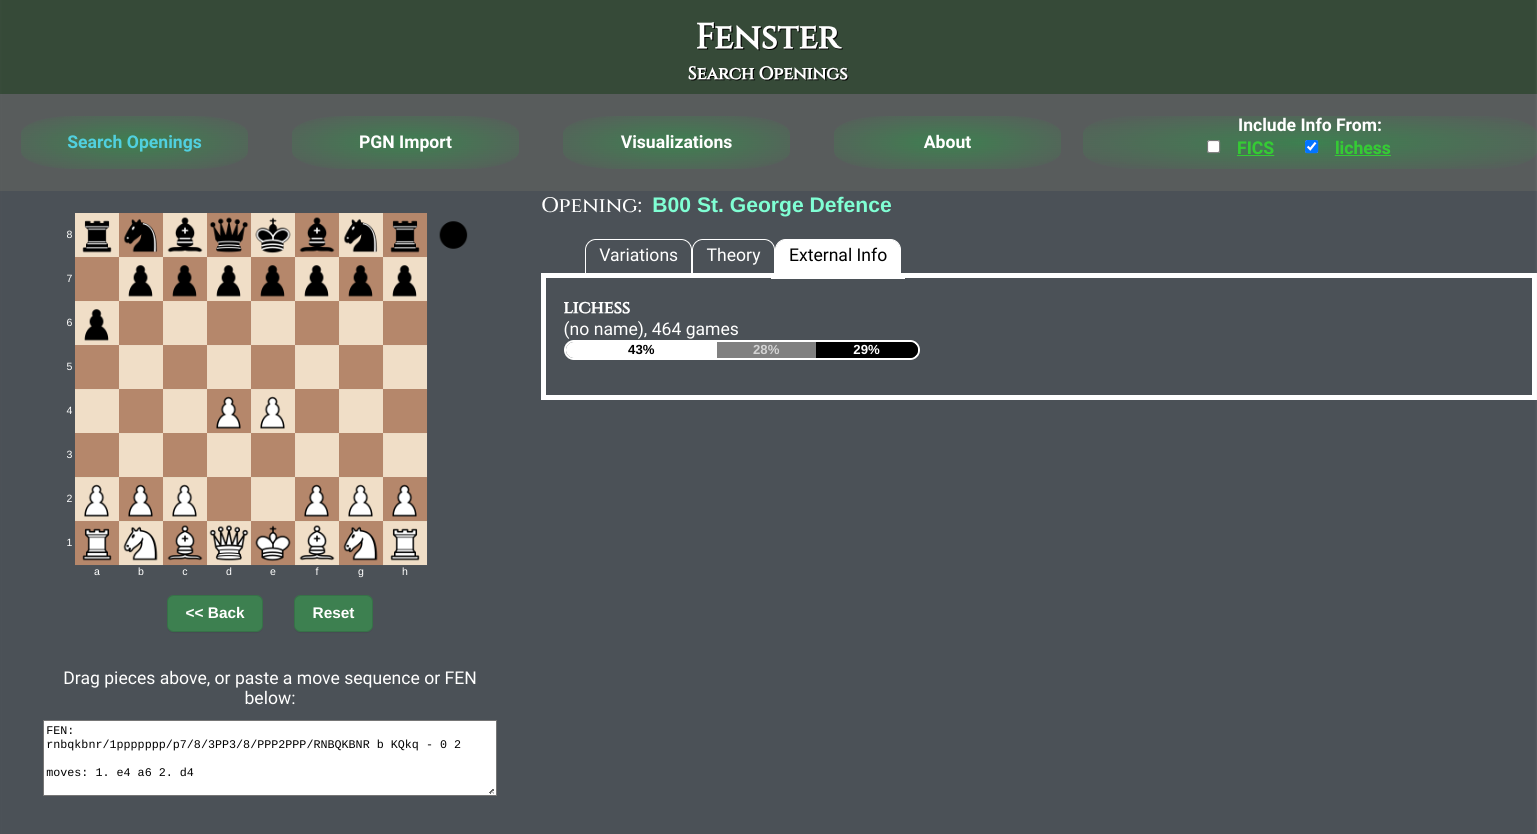 Fenster
Search Openings
Search Openings
PGN Import
Visualizations
About
Include Info From:
FICS
lichess
Opening: B00 St. George Defence
Variations
Theory
External Info
LICHESS
(no name), 464 games
43%
28%
29%
8
7
6
5
4
3
2
1
a b c d e f g h
<< Back
Reset
Drag pieces above, or paste a move sequence or FEN
below:
FEN:
rnbqkbnr/1ppppppp/p7/8/3PP3/8/PPP2PPP/RNBQKBNR b KQkq - 0 2
moves: 1. e4 a6 2. d4